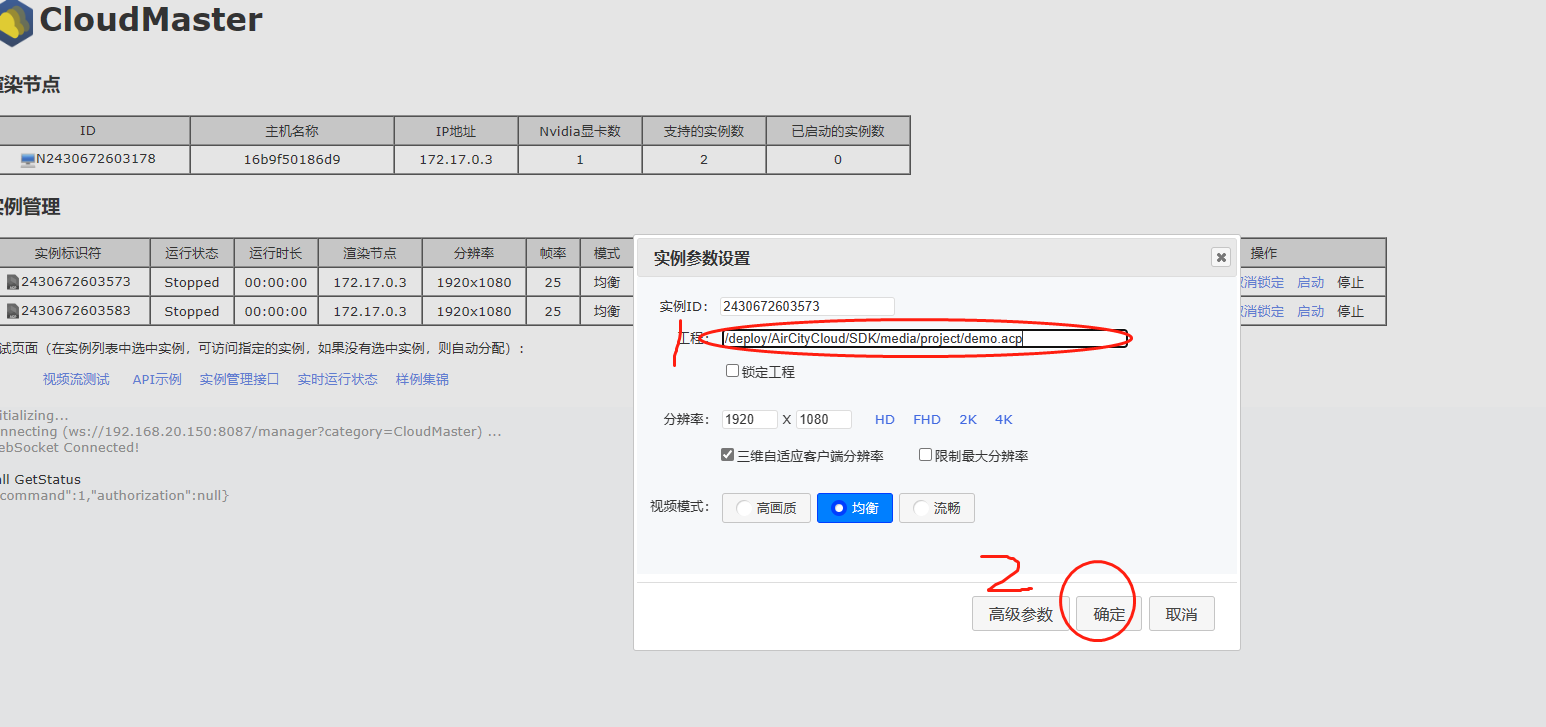 CloudMaster
渲染节点
ID 主机名称 IP地址 Nvidia显卡数 支持的实例数 已启动的实例数
N2430672603178 16b9f50186d9 172.17.0.3 1 2 0
实例管理
实例标识符 运行状态 运行时长 渲染节点 分辨率 帧率 模式 操作
2430672603573 Stopped 00:00:00 172.17.0.3 1920x1080 25 均衡 取消锁定 启动 停止
2430672603583 Stopped 00:00:00 172.17.0.3 1920x1080 25 均衡 取消锁定 启动 停止
试页面（在实例列表中选中实例，可访问指定的实例，如果没有选中实例，则自动分配）：
视频流测试 API示例 实例管理接口 实时运行状态 样例集锦
itializing...
nnecting (ws://192.168.20.150:8087/manager?category=CloudMaster) ...
ebSocket Connected!
all GetStatus
command":1,"authorization":null}
实例参数设置
实例ID： 2430672603573
1
工程： /deploy/AirCityCloud/SDK/media/project/demo.acp
锁定工程
分辨率： 1920 X 1080 HD FHD 2K 4K
三维自适应客户端分辨率 限制最大分辨率
视频模式： 高画质 均衡 流畅
2
高级参数 确定 取消